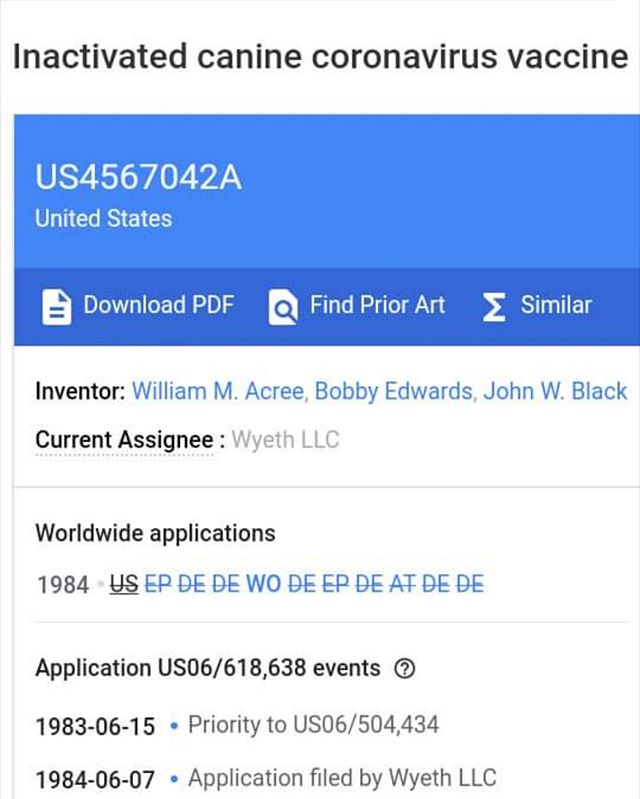 Inactivated canine coronavirus vaccine
US4567042A
United States
Download PDF Find Prior Art Similar
Inventor: William M. Acree, Bobby Edwards, John W. Black
Current Assignee : Wyeth LLC
Worldwide applications
1984 • US EP DE DE WO DE EP DE AT DE DE
Application US06/618,638 events
1983-06-15 • Priority to US06/504,434
1984-06-07 • Application filed by Wyeth LLC